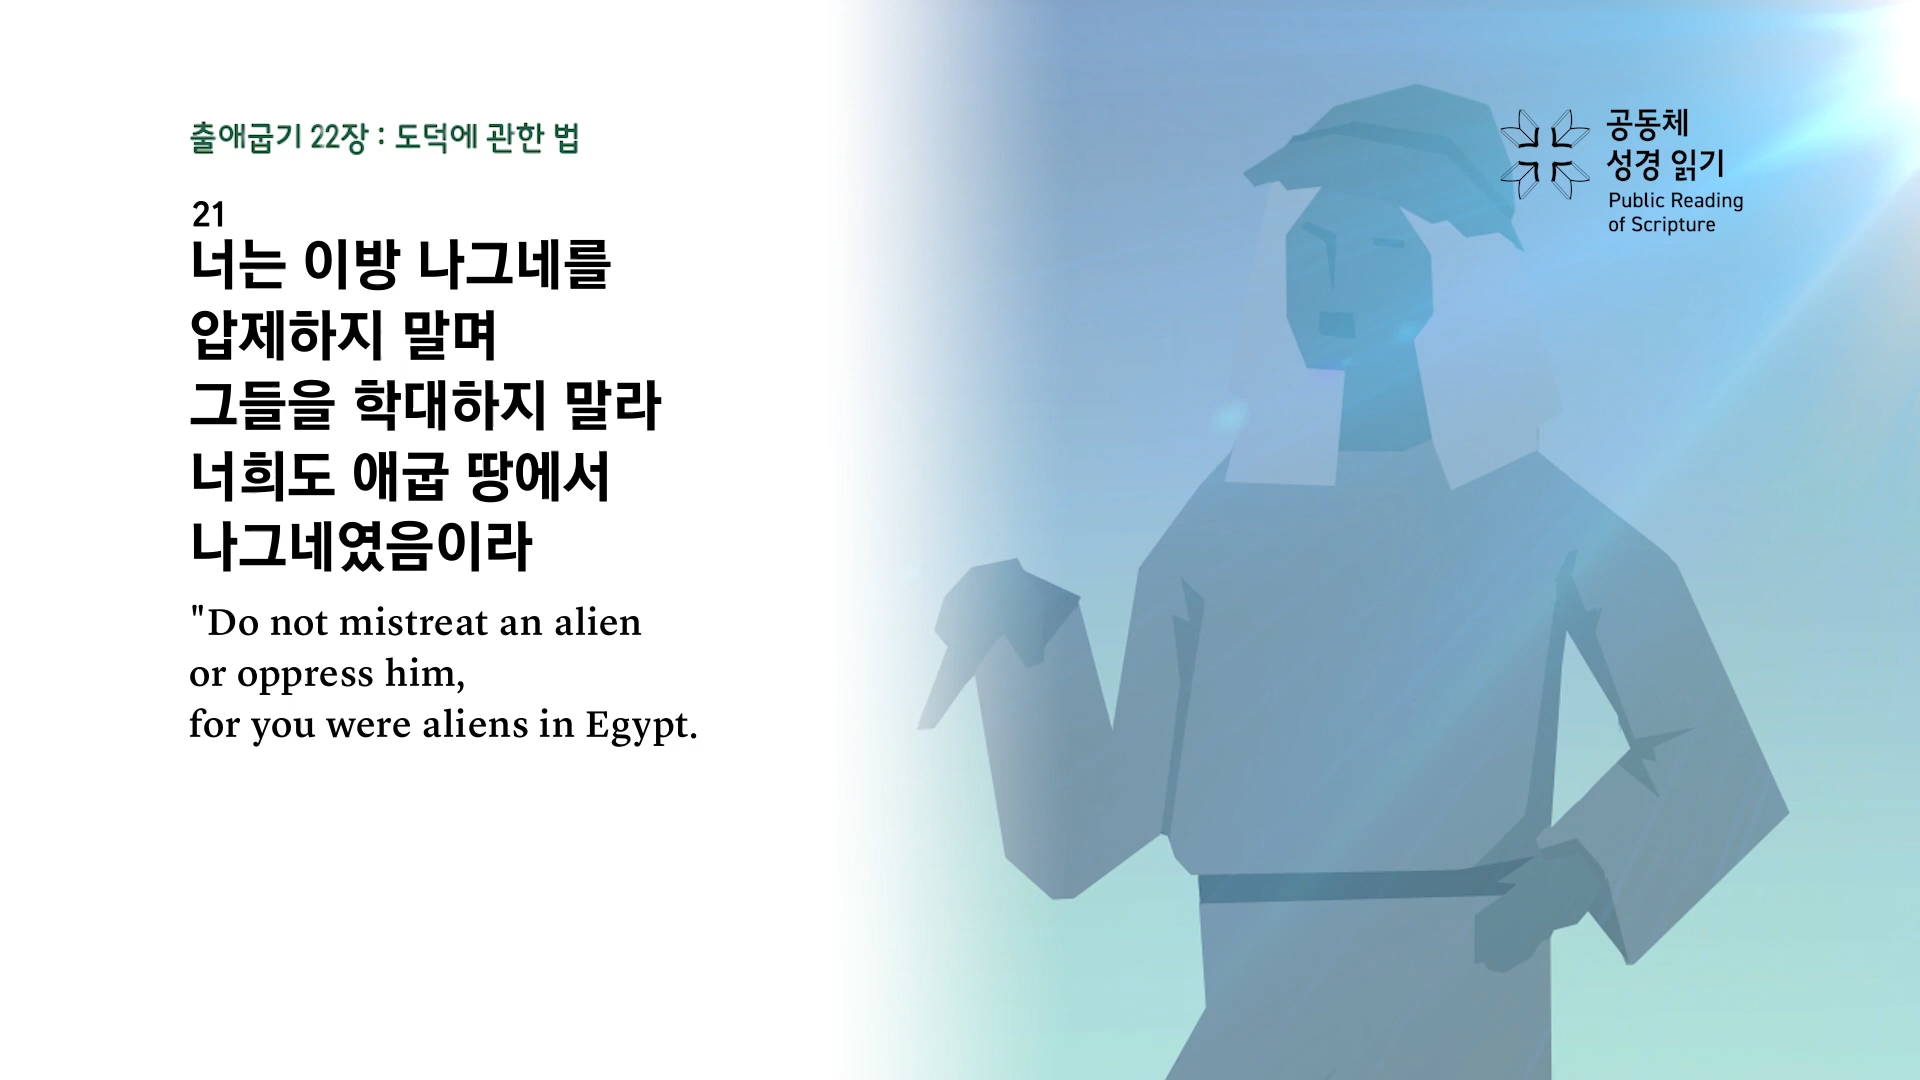 출애굽기 22장 : 도덕에 관한 법
21
너는 이방 나그네를
압제하지 말며
그들을 학대하지 말라
너희도 애굽 땅에서
나그네였음이라
"Do not mistreat an alien
or oppress him,
for you were aliens in Egypt.
공동체
성경 읽기
Public Reading
of Scripture